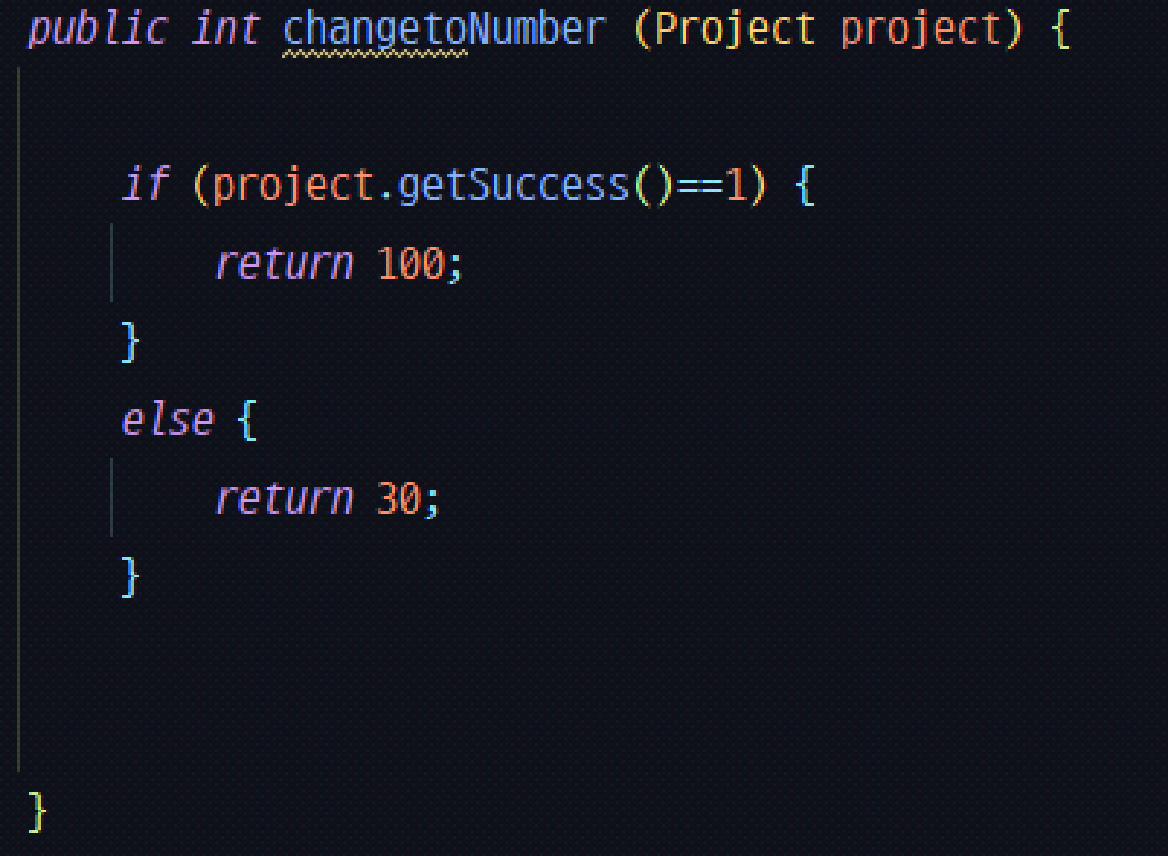 public int changetoNumber (Project project) {
if (project.getSuccess()==1) {
return 100;
}
else {
return 30;
}
}